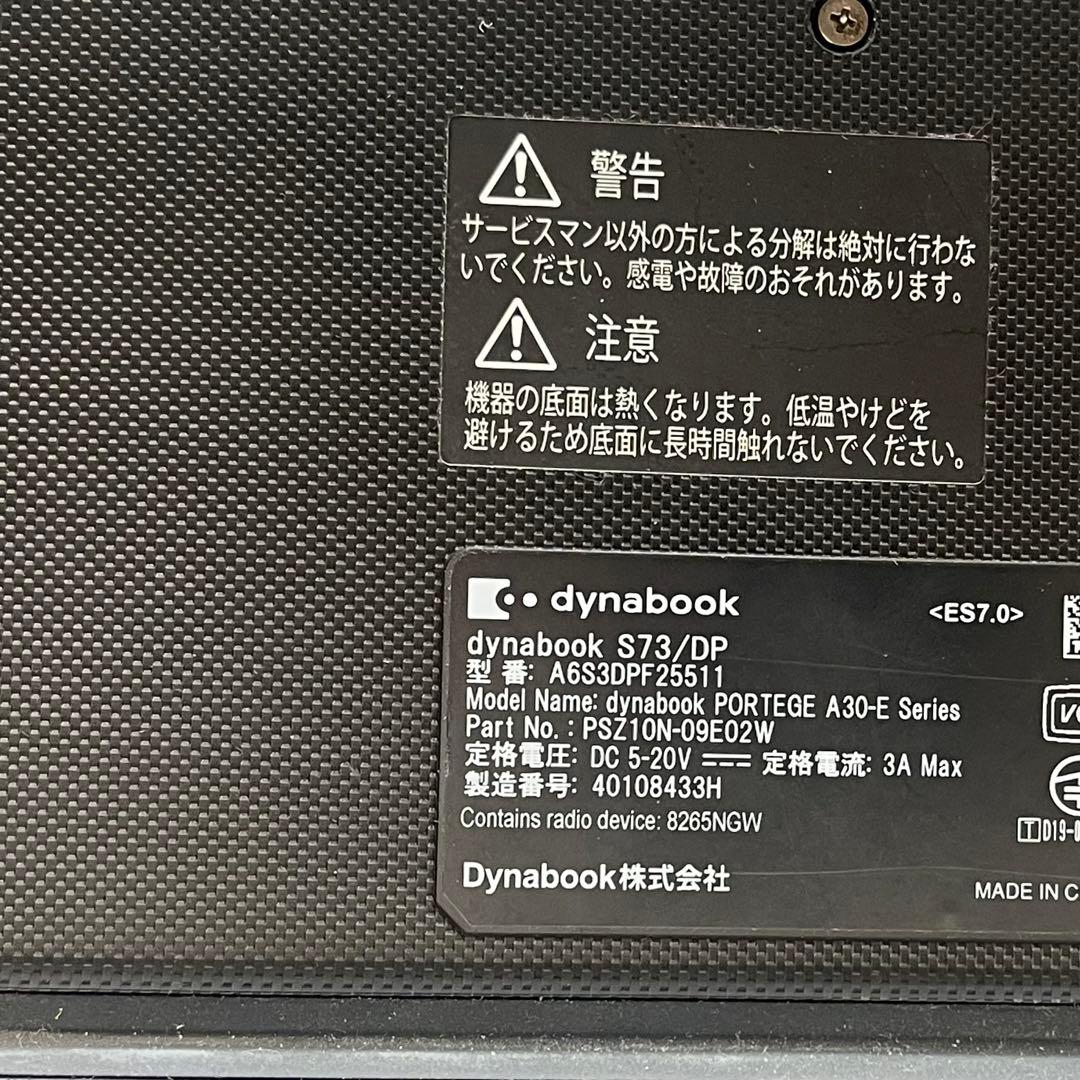 警告
サービスマン以外の方による分解は絶対に行わな
いでください。感電や故障のおそれがあります。
注意
機器の底面は熱くなります。低温やけどを
避けるため底面に長時間触れないでください。
dynabook
<ES7.0>
dynabook S73/DP
型 番: A6S3DPF25511
Model Name: dynabook PORTEGE A30-E Series
Part No. : PSZ10N-09E02W
定格電圧: DC 5-20V 定格電流: 3A Max
製造番号: 40108433H
Contains radio device: 8265NGW
T D19-0
Dynabook株式会社
MADE IN C